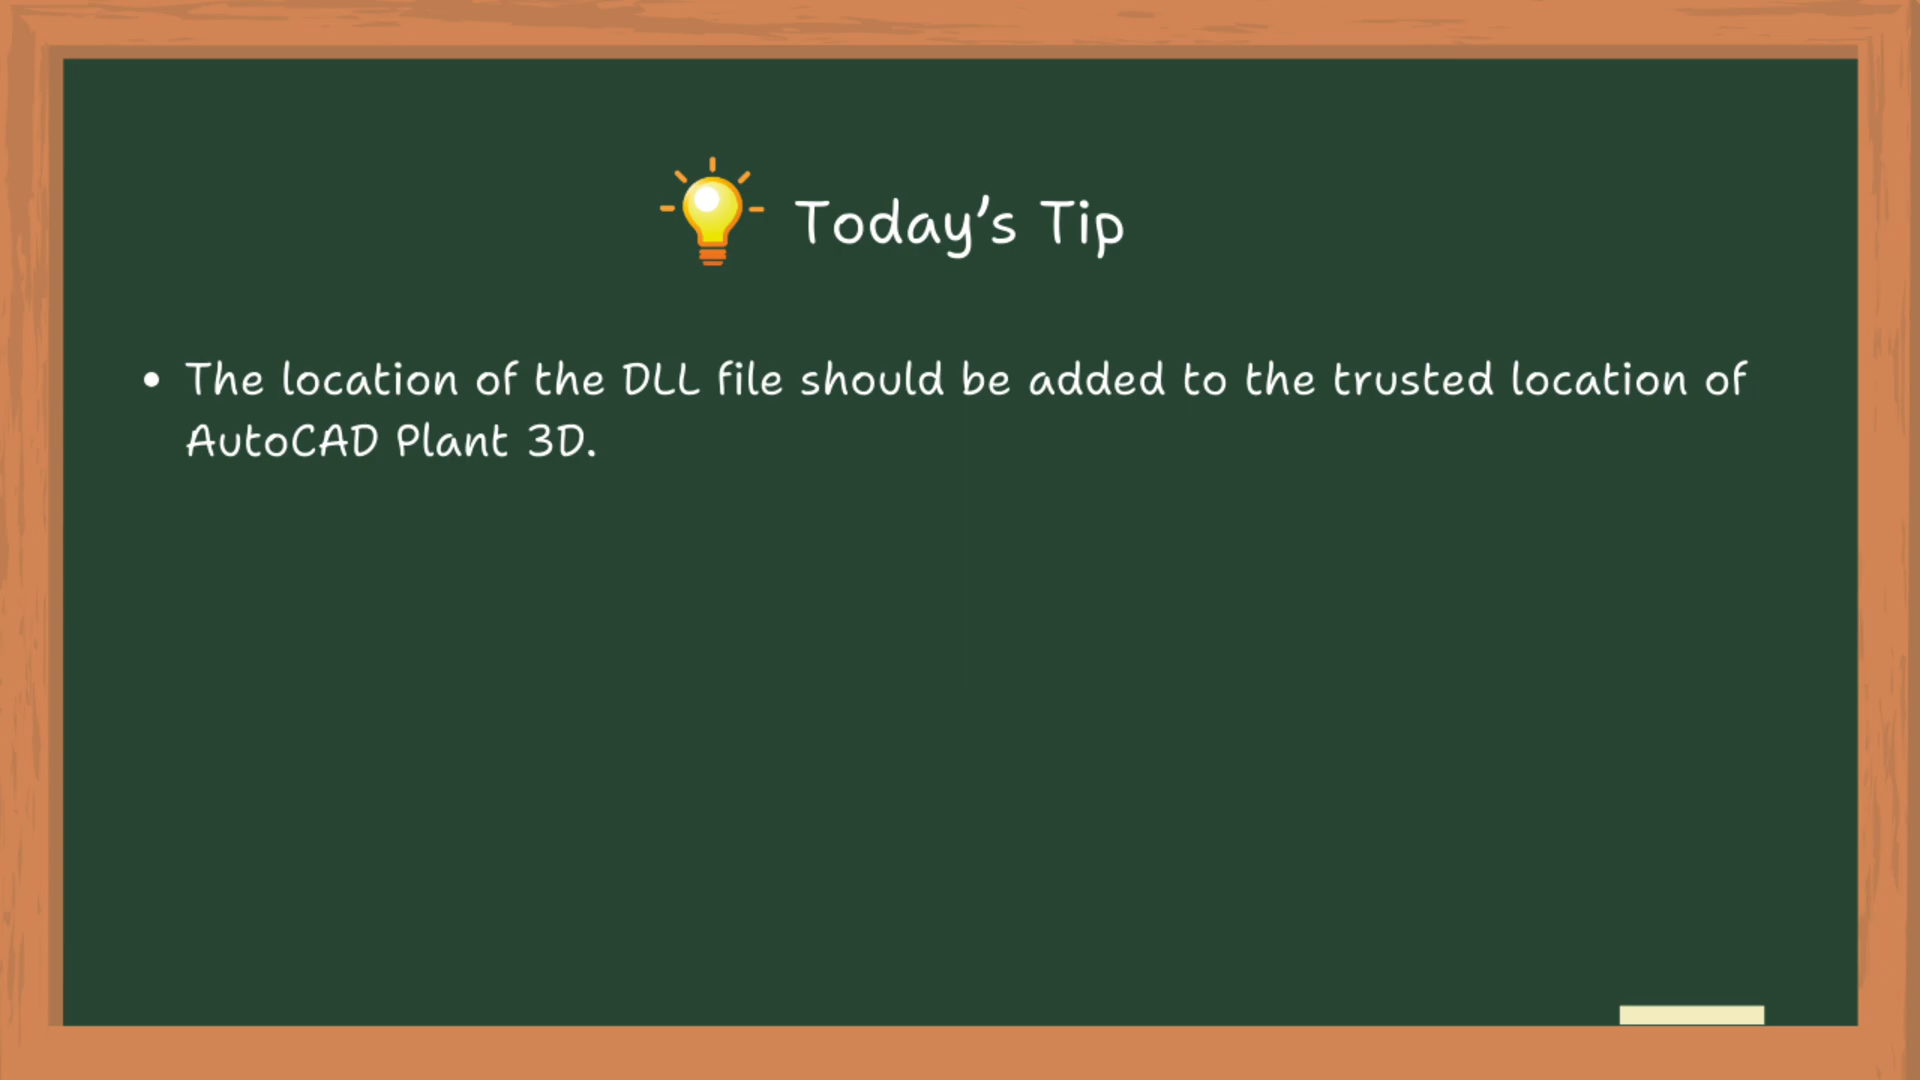 Today's Tip
• The location of the DLL file should be added to the trusted location of
AutoCAD Plant 3D.